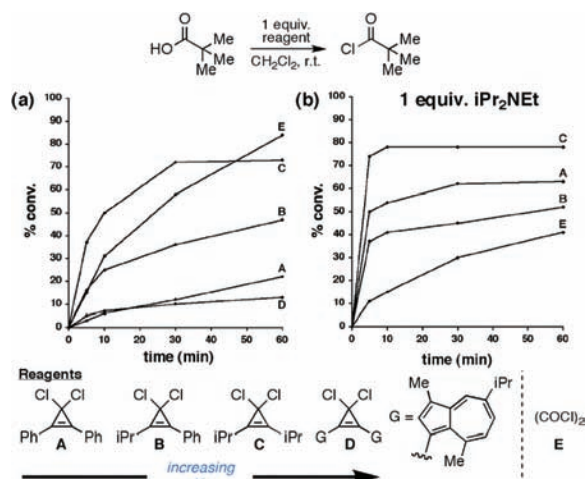 1 equiv.
reagent
CH2Cl2, r.t.
O
HO
Me
Me
Me
O
Cl
Me
Me
Me
(a)
% conv.
100
90
80
70
60
50
40
30
20
10
0
0 10 20 30 40 50 60
time (min)
E
C
B
A
D
(b)
1 equiv. iPr2NEt
% conv.
100
90
80
70
60
50
40
30
20
10
0
0 10 20 30 40 50 60
time (min)
C
A
B
E
Reagents
Cl Cl
Ph Ph
A
Cl Cl
iPr Ph
B
Cl Cl
iPr iPr
C
Cl Cl
G G
D
G =
Me
iPr
Me
(COCl)2
E
increasing